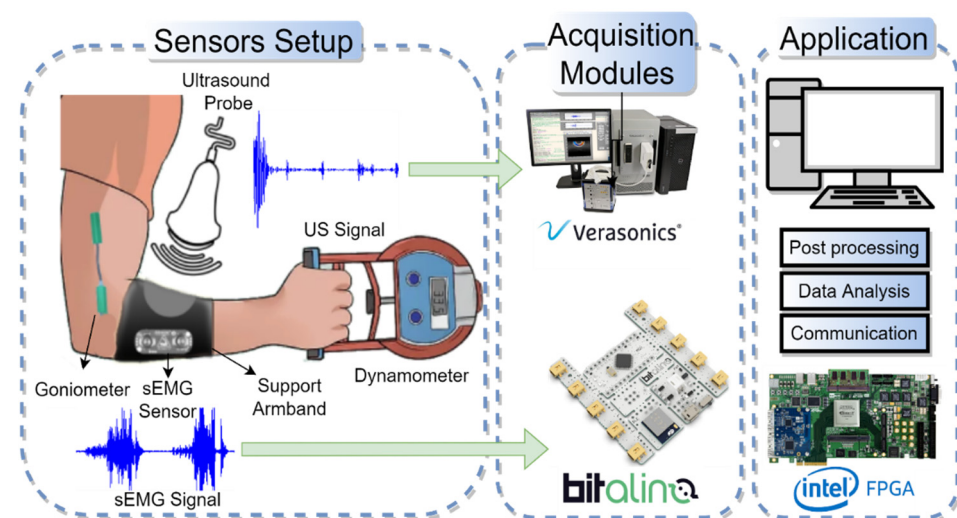 Sensors Setup
Ultrasound
Probe
US Signal
Goniometer
sEMG
Sensor
Support
Armband
Dynamometer
sEMG Signal
Acquisition
Modules
Verasonics®
bitalino
Application
Post processing
Data Analysis
Communication
intel FPGA